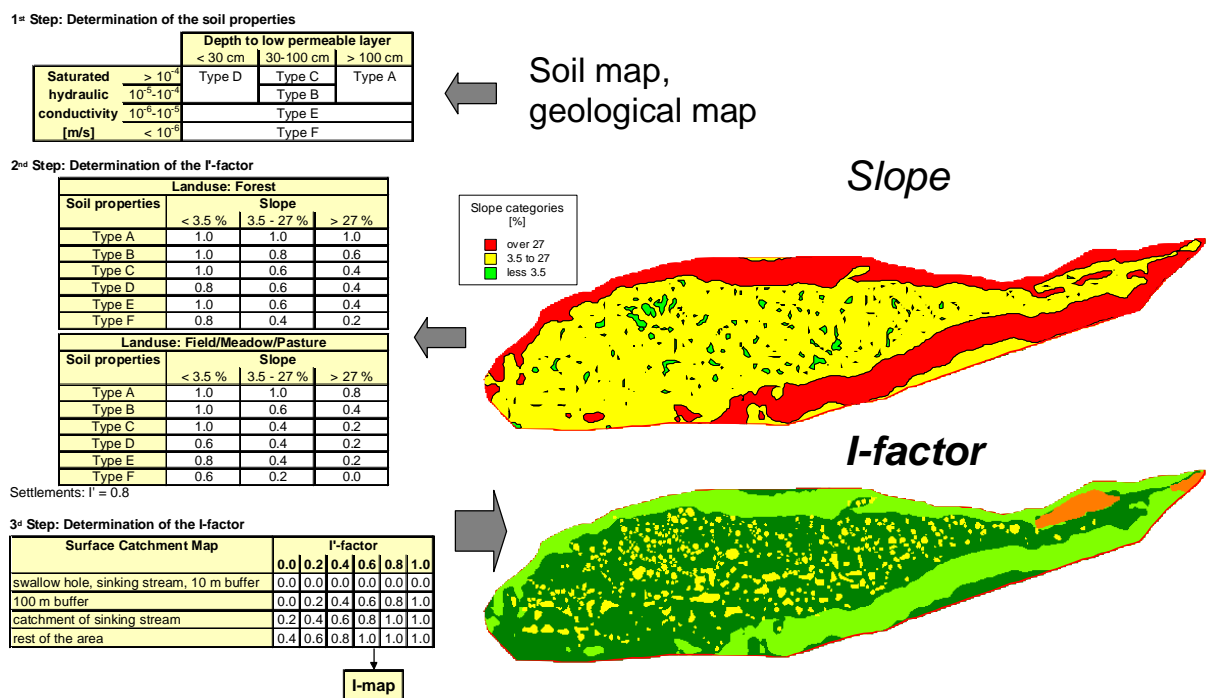 1st Step: Determination of the soil properties
Depth to low permeable layer
< 30 cm 30-100 cm > 100 cm
Saturated > 10-4 Type D Type C Type A
hydraulic 10-5-10-4 Type B
conductivity 10-6-10-5 Type E
[m/s] < 10-6 Type F
Soil map,
geological map
2nd Step: Determination of the I'-factor
Landuse: Forest
Soil properties Slope
< 3.5 % 3.5 - 27 % > 27 %
Type A 1.0 1.0 1.0
Type B 1.0 0.8 0.6
Type C 1.0 0.6 0.4
Type D 0.8 0.6 0.4
Type E 1.0 0.6 0.4
Type F 0.8 0.4 0.2
Landuse: Field/Meadow/Pasture
Soil properties Slope
< 3.5 % 3.5 - 27 % > 27 %
Type A 1.0 1.0 0.8
Type B 1.0 0.6 0.4
Type C 1.0 0.4 0.2
Type D 0.6 0.4 0.2
Type E 0.8 0.4 0.2
Type F 0.6 0.2 0.0
Settlements: I' = 0.8
Slope
Slope categories
[%]
over 27
3.5 to 27
less 3.5
I-factor
3d Step: Determination of the I-factor
Surface Catchment Map I'-factor
0.0 0.2 0.4 0.6 0.8 1.0
swallow hole, sinking stream, 10 m buffer 0.0 0.0 0.0 0.0 0.0 0.0
100 m buffer 0.0 0.2 0.4 0.6 0.8 1.0
catchment of sinking stream 0.2 0.4 0.6 0.8 1.0 1.0
rest of the area 0.4 0.6 0.8 1.0 1.0 1.0
I-map